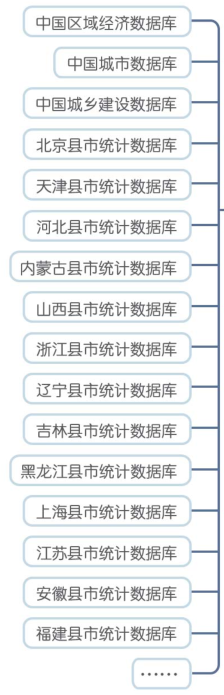 中国区域经济数据库
中国城市数据库
中国城乡建设数据库
北京县市统计数据库
天津县市统计数据库
河北县市统计数据库
内蒙古县市统计数据库
山西县市统计数据库
浙江县市统计数据库
辽宁县市统计数据库
吉林县市统计数据库
黑龙江县市统计数据库
上海县市统计数据库
江苏县市统计数据库
安徽县市统计数据库
福建县市统计数据库
……